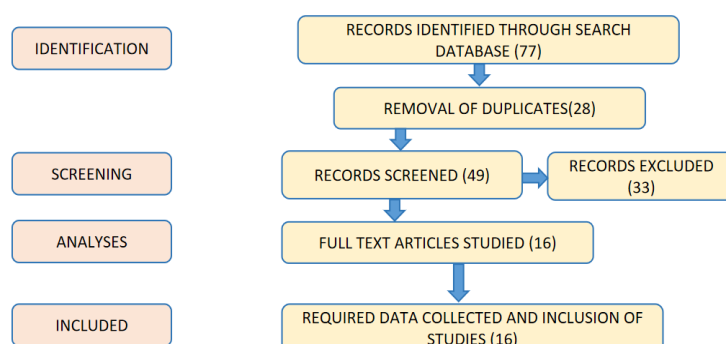 IDENTIFICATION
RECORDS IDENTIFIED THROUGH SEARCH
DATABASE (77)
REMOVAL OF DUPLICATES(28)
SCREENING
RECORDS SCREENED (49)
RECORDS EXCLUDED
(33)
ANALYSES
FULL TEXT ARTICLES STUDIED (16)
INCLUDED
REQUIRED DATA COLLECTED AND INCLUSION OF
STUDIES (16)